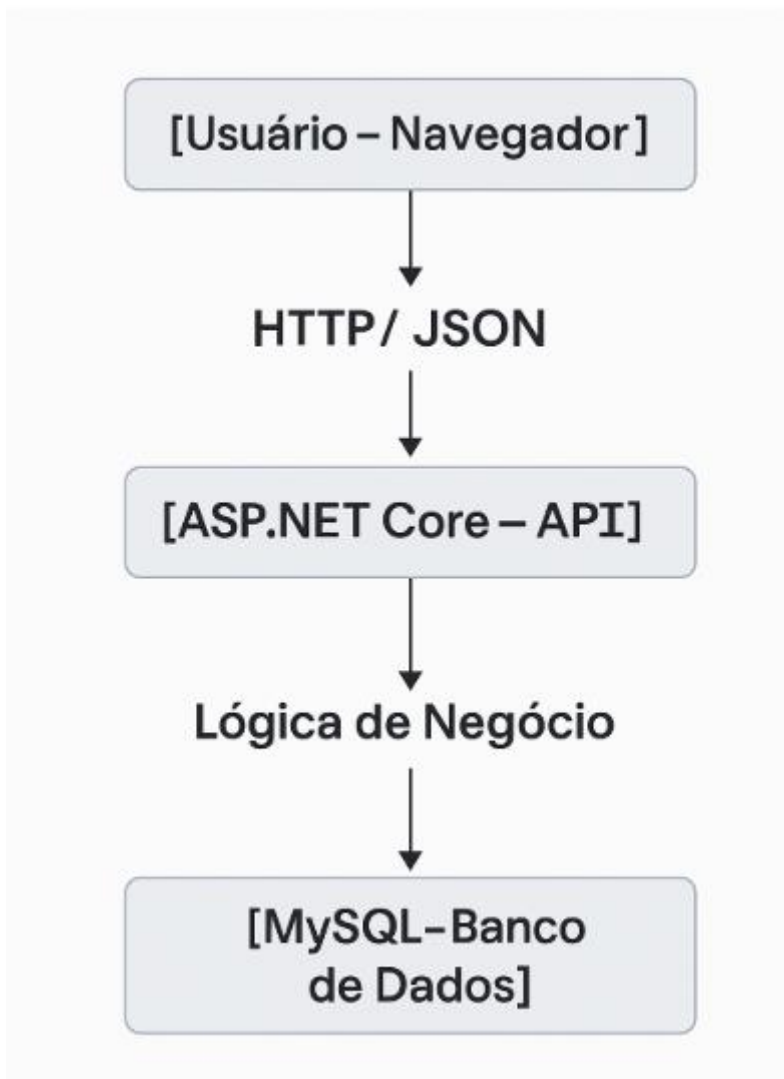 [Usuário – Navegador]
HTTP/ JSON
[ASP.NET Core – API]
Lógica de Negócio
[MySQL-Banco
de Dados]